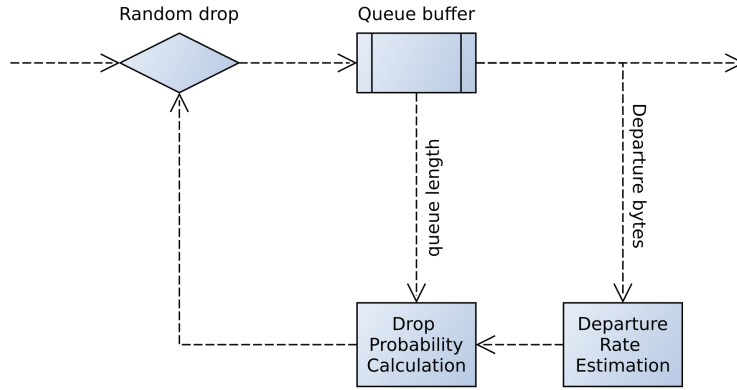 Random drop
Queue buffer
queue length
Departure bytes
Drop
Probability
Calculation
Departure
Rate
Estimation